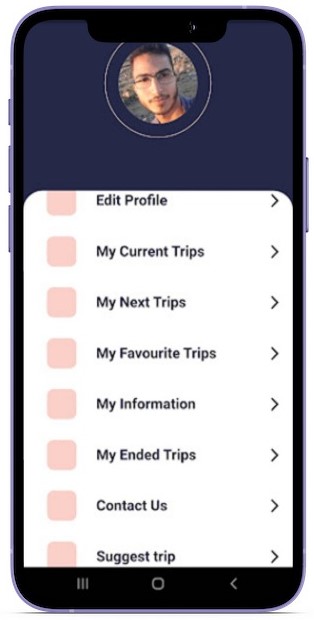 Edit Profile
My Current Trips
My Next Trips
My Favourite Trips
My Information
My Ended Trips
Contact Us
Suggest trip